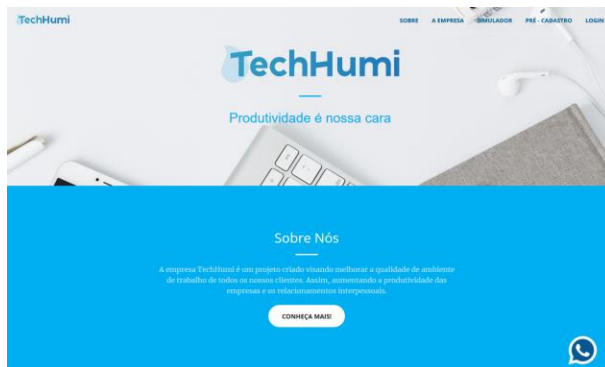 TechHumi
SOBRE A EMPRESA SIMULADOR PRÉ - CADASTRO LOGIN
TechHumi
Produtividade é nossa cara
Sobre Nós
A empresa TechHumi é um projeto criado visando melhorar a qualidade de ambiente
de trabalho de todos os nossos clientes. Assim, aumentando a produtividade das
empresas e os relacionamentos interpessoais.
CONHEÇA MAIS!